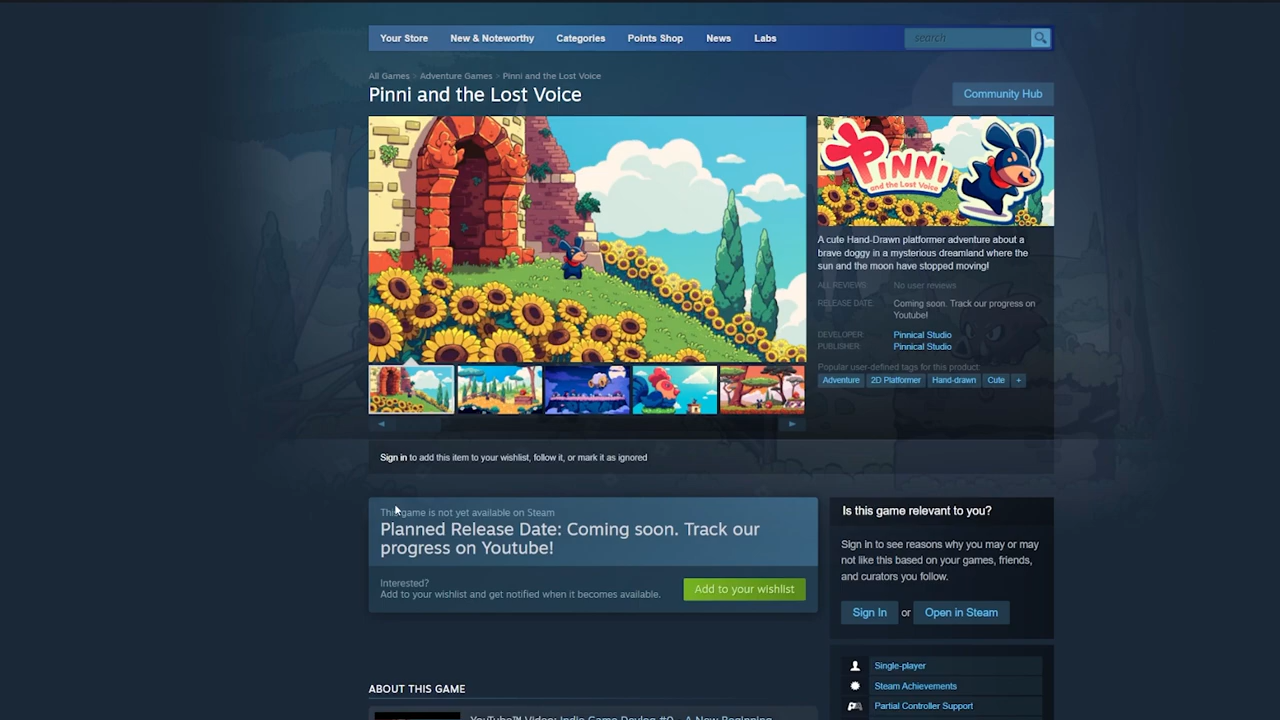 Your Store New & Noteworthy Categories Points Shop News Labs search
All Games > Adventure Games > Pinni and the Lost Voice
Pinni and the Lost Voice
Community Hub
PiNNi
and the Lost Voice
A cute Hand-Drawn platformer adventure about a
brave doggy in a mysterious dreamland where the
sun and the moon have stopped moving!
ALL REVIEWS: No user reviews
RELEASE DATE: Coming soon. Track our progress on
Youtube!
DEVELOPER: Pinnical Studio
PUBLISHER: Pinnical Studio
Popular user-defined tags for this product:
Adventure 2D Platformer Hand-drawn Cute +
Sign in to add this item to your wishlist, follow it, or mark it as ignored
This game is not yet available on Steam
Planned Release Date: Coming soon. Track our
progress on Youtube!
Interested?
Add to your wishlist and get notified when it becomes available.
Add to your wishlist
Is this game relevant to you?
Sign in to see reasons why you may or may
not like this based on your games, friends,
and curators you follow.
Sign In or Open in Steam
Single-player
Steam Achievements
Partial Controller Support
ABOUT THIS GAME
YouTube™ Video: Indie Game Devlog #0 - A New Beginning